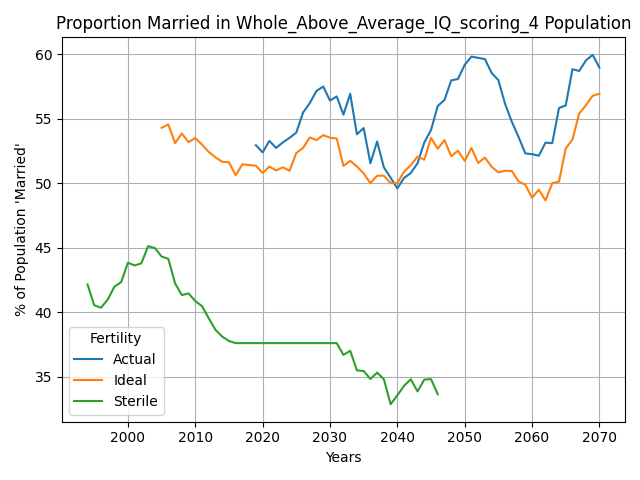 Proportion Married in Whole_Above_Average_IQ_scoring_4 Population
% of Population 'Married'
60
55
50
45
40
35
Fertility
Actual
Ideal
Sterile
2000 2010 2020 2030 2040 2050 2060 2070
Years